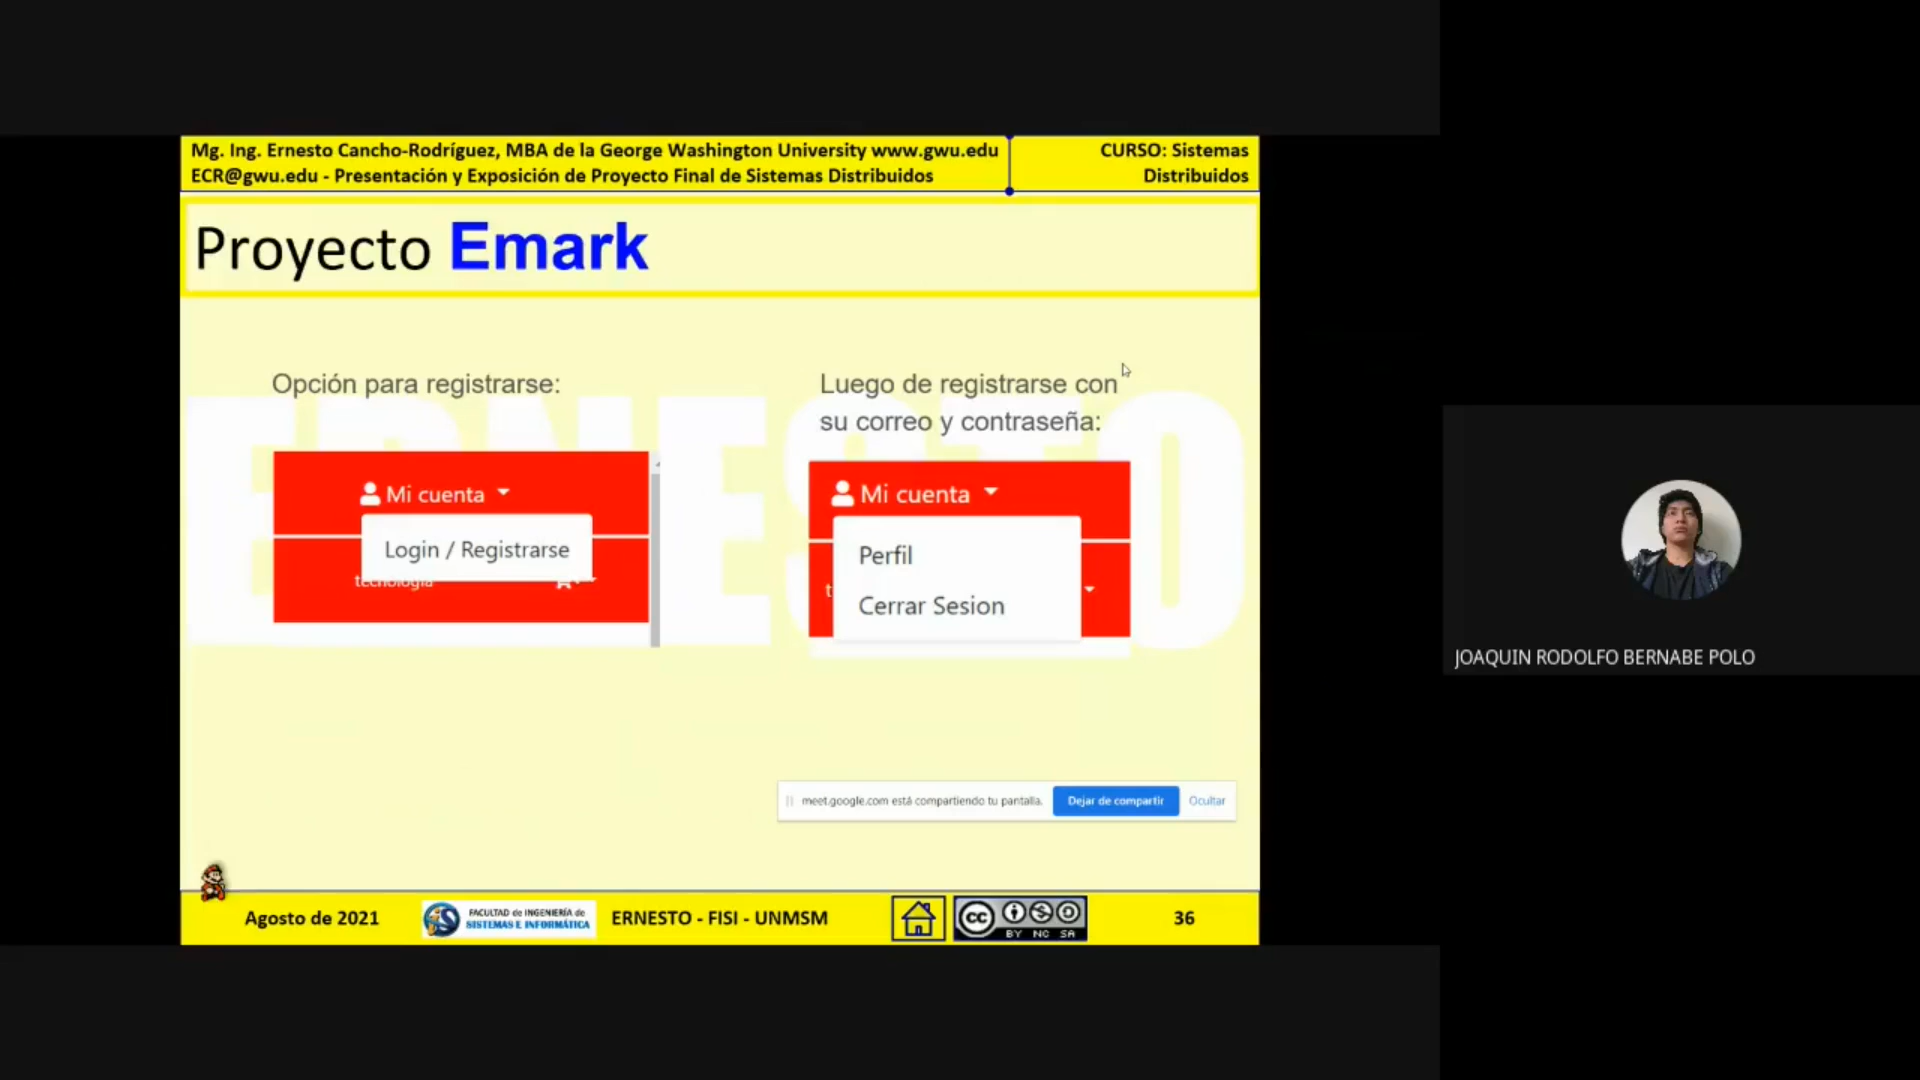 Mg. Ing. Ernesto Cancho-Rodríguez, MBA de la George Washington University www.gwu.edu
ECR@gwu.edu - Presentación y Exposición de Proyecto Final de Sistemas Distribuidos
CURSO: Sistemas
Distribuidos
Proyecto Emark
ERNESTO
Opción para registrarse:
Mi cuenta
Login / Registrarse
tecnología
Luego de registrarse con
su correo y contraseña:
Mi cuenta
Perfil
Cerrar Sesion
meet.google.com está compartiendo tu pantalla.
Dejar de compartir
Ocultar
Agosto de 2021
FACULTAD de INGENIERÍA de
SISTEMAS E INFORMÁTICA
ERNESTO - FISI - UNMSM
cc
BY NC SA
36
JOAQUIN RODOLFO BERNABE POLO